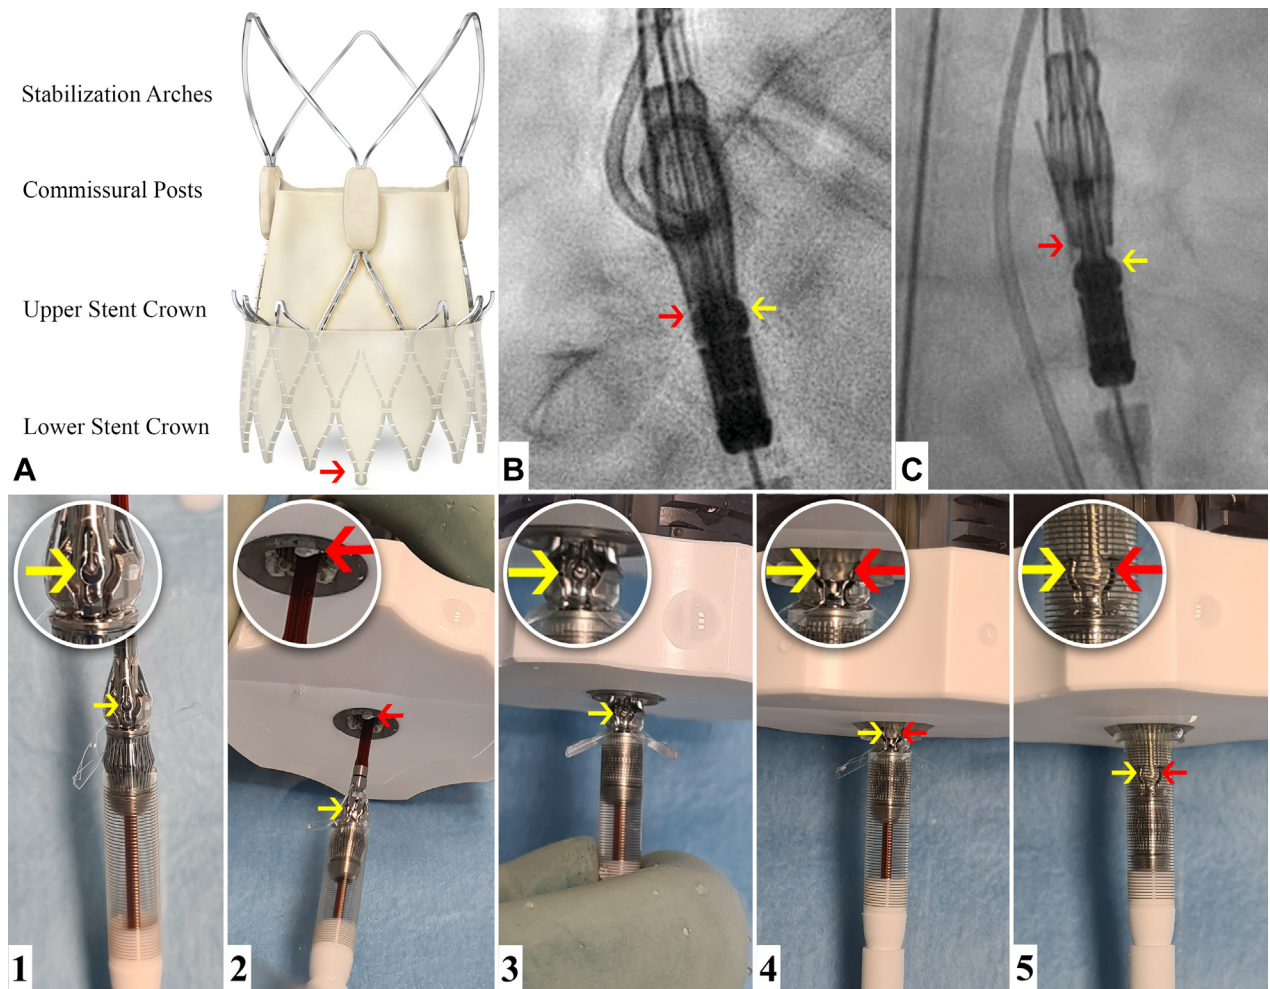 Stabilization Arches
Commissural Posts
Upper Stent Crown
Lower Stent Crown
A
B
C
1
2
3
4
5